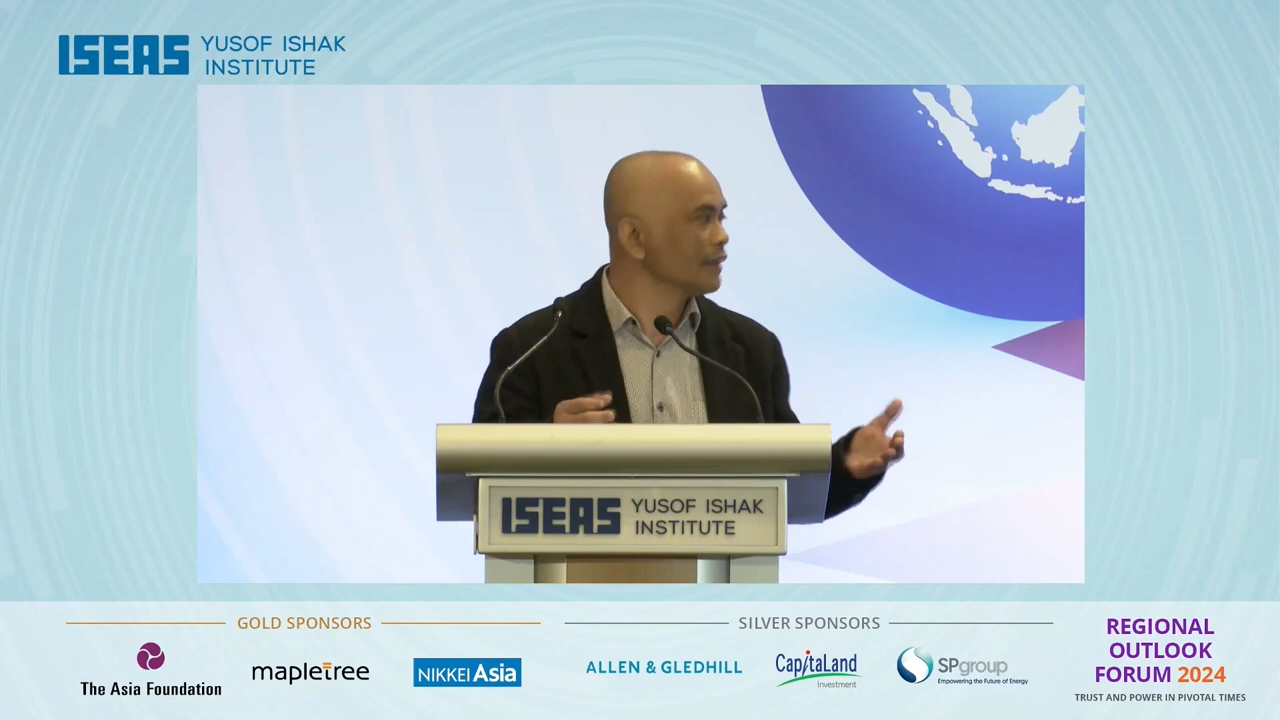 ISEAS YUSOF ISHAK
INSTITUTE
ISEAS YUSOF ISHAK
INSTITUTE
GOLD SPONSORS
The Asia Foundation
mapletree
NIKKEI Asia
SILVER SPONSORS
ALLEN & GLEDHILL
CapitaLand
Investment
SPgroup
Empowering the Future of Energy
REGIONAL
OUTLOOK
FORUM 2024
TRUST AND POWER IN PIVOTAL TIMES